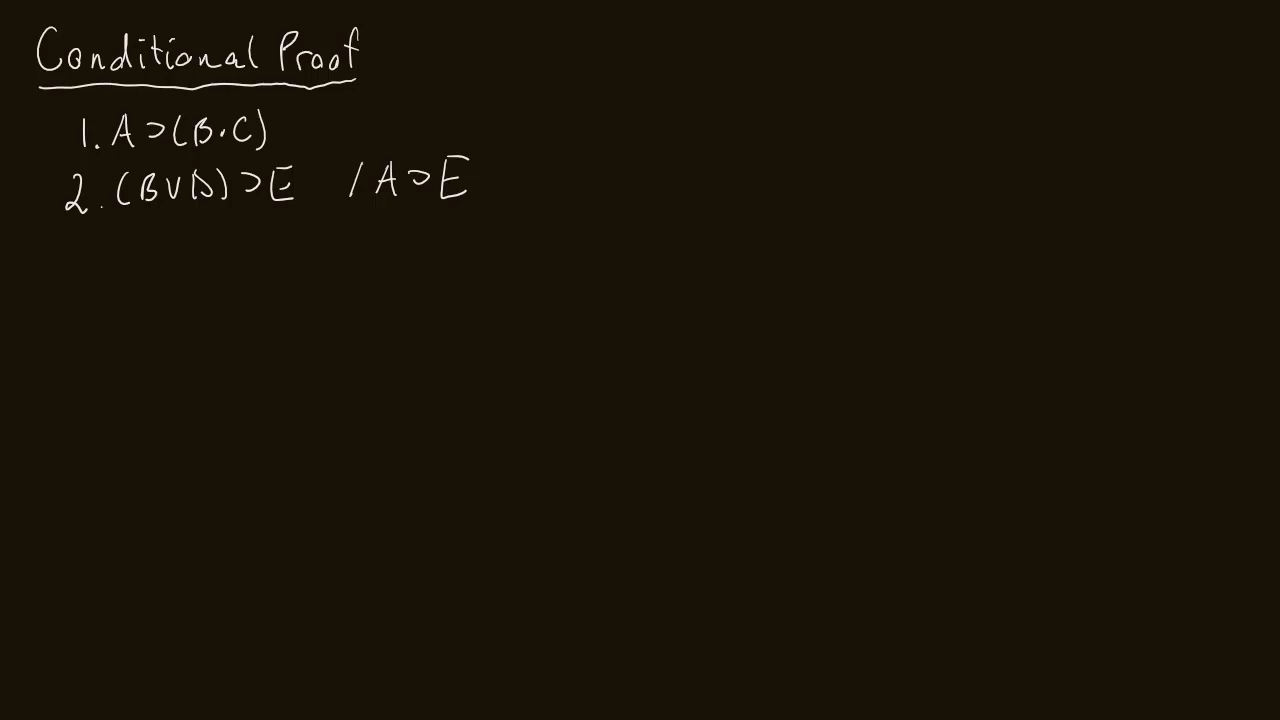 Conditional Proof
1. A ⊃ (B · C)
2. (B ∨ D) ⊃ E / A ⊃ E